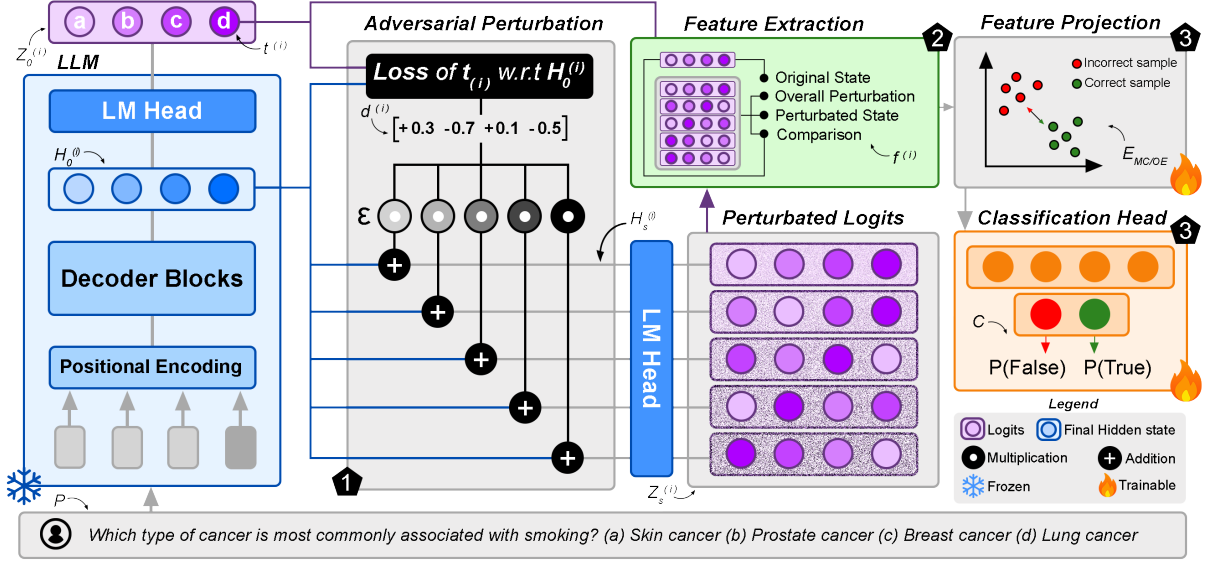 a b c d
Z₀⁽ⁱ⁾
t⁽ⁱ⁾
LLM
LM Head
H₀⁽ⁱ⁾
Decoder Blocks
Positional Encoding
P
Adversarial Perturbation
Loss of t₍ᵢ₎ w.r.t H₀⁽ⁱ⁾
d⁽ⁱ⁾
[+0.3 -0.7 +0.1 -0.5]
ε
1
Hₛ⁽ⁱ⁾
LM Head
Feature Extraction
2
Original State
Overall Perturbation
Perturbated State
Comparison
f⁽ⁱ⁾
Perturbated Logits
Zₛ⁽ⁱ⁾
Feature Projection
3
Incorrect sample
Correct sample
E_MC/OE
Classification Head
3
C
P(False) P(True)
Legend
Logits Final Hidden state
Multiplication Addition
Frozen Trainable
Which type of cancer is most commonly associated with smoking? (a) Skin cancer (b) Prostate cancer (c) Breast cancer (d) Lung cancer